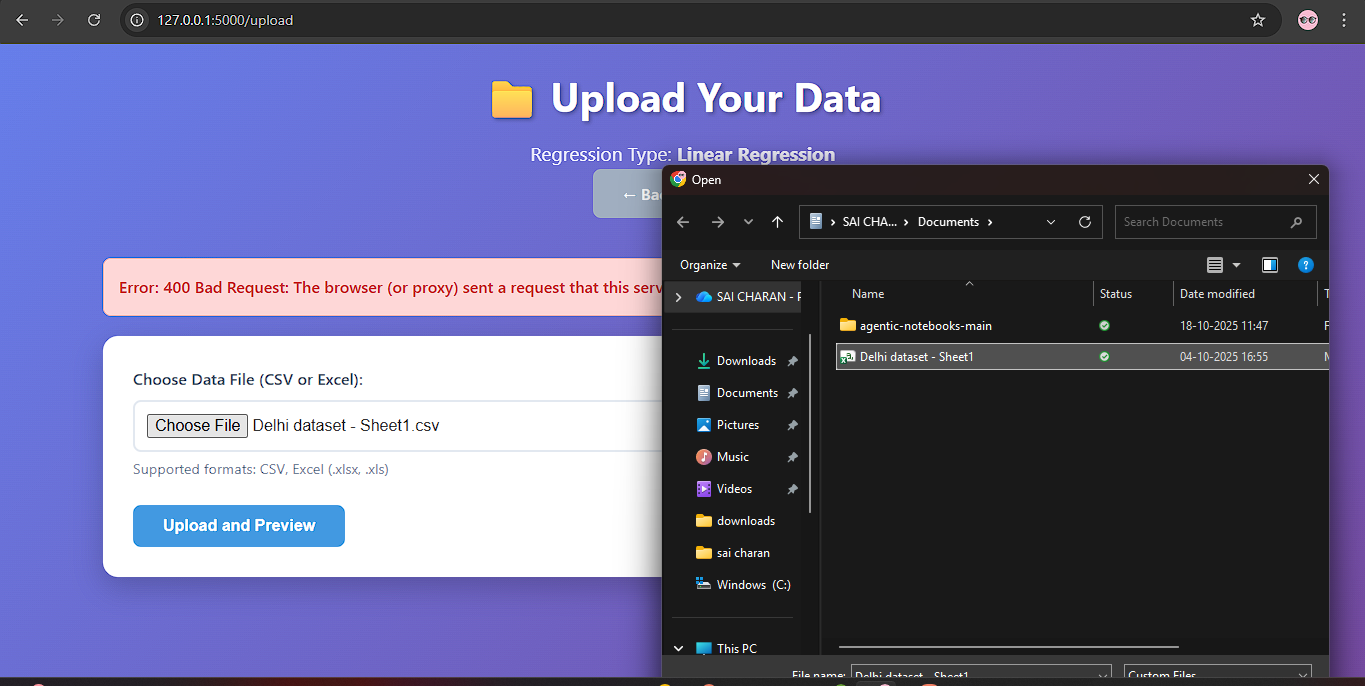 127.0.0.1:5000/upload
Upload Your Data
Regression Type: Linear Regression
← Ba
Error: 400 Bad Request: The browser (or proxy) sent a request that this serv
Choose Data File (CSV or Excel):
Choose File Delhi dataset - Sheet1.csv
Supported formats: CSV, Excel (.xlsx, .xls)
Upload and Preview
Open
SAI CHA... › Documents ›
Search Documents
Organize
New folder
Name Status Date modified T
SAI CHARAN - P
agentic-notebooks-main 18-10-2025 11:47 F
Delhi dataset - Sheet1 04-10-2025 16:55 M
Downloads
Documents
Pictures
Music
Videos
downloads
sai charan
Windows (C:)
This PC
File name: Delhi dataset - Sheet1 Custom Files